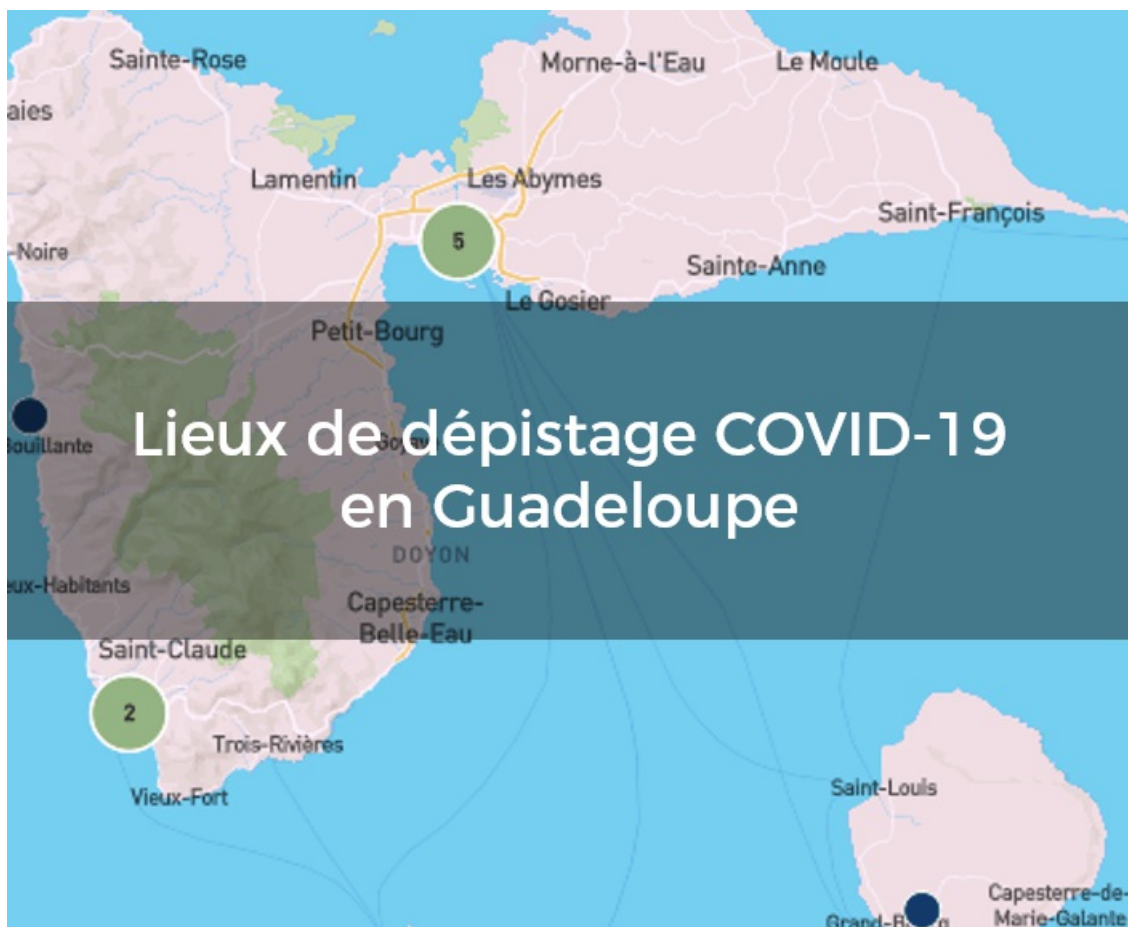 Sainte-Rose
Morne-à-l'Eau
Le Moule
aies
Lamentin
Les Abymes
Saint-François
5
-Noire
Sainte-Anne
Le Gosier
Petit-Bourg
Lieux de dépistage COVID-19
en Guadeloupe
Bouillante
DOYON
eux-Habitants
Capesterre-
Belle-Eau
Saint-Claude
2
Trois-Rivières
Vieux-Fort
Saint-Louis
Capesterre-de-
Marie-Galante